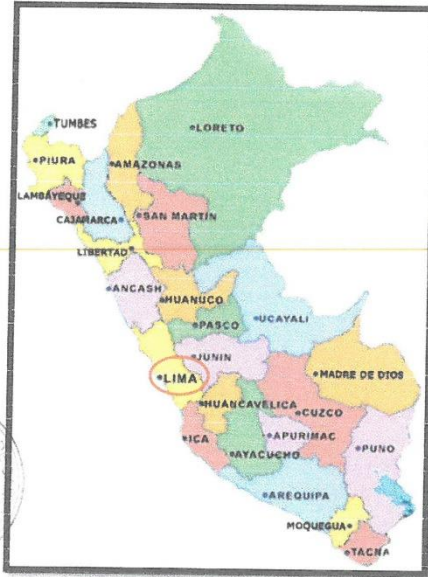 TUMBES
LORETO
PIURA
AMAZONAS
LAMBAYEQUE
CAJAMARCA
SAN MARTÍN
LIBERTAD
ANCASH
HUANUCO
PASCO
UCAYALI
JUNIN
LIMA
MADRE DE DIOS
HUANCAVELICA
CUZCO
ICA
APURIMAC
PUNO
AYACUCHO
AREQUIPA
MOQUEGUA
TACNA